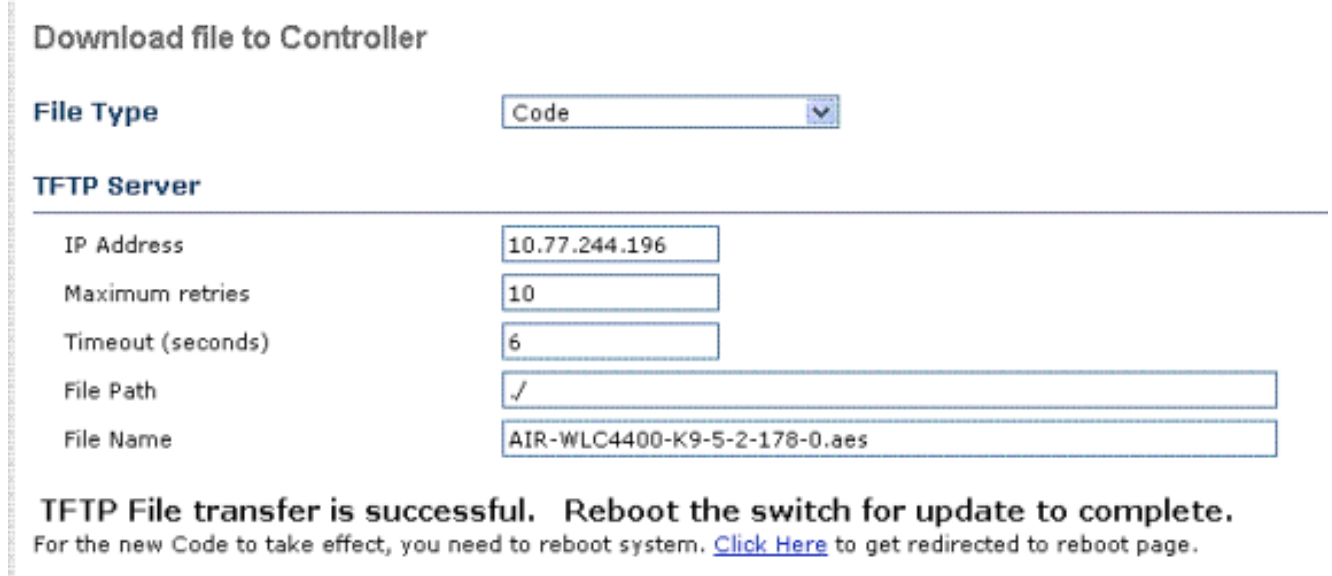 Download file to Controller
File Type Code
TFTP Server
IP Address 10.77.244.196
Maximum retries 10
Timeout (seconds) 6
File Path ./
File Name AIR-WLC4400-K9-5-2-178-0.aes
TFTP File transfer is successful. Reboot the switch for update to complete.
For the new Code to take effect, you need to reboot system. Click Here to get redirected to reboot page.